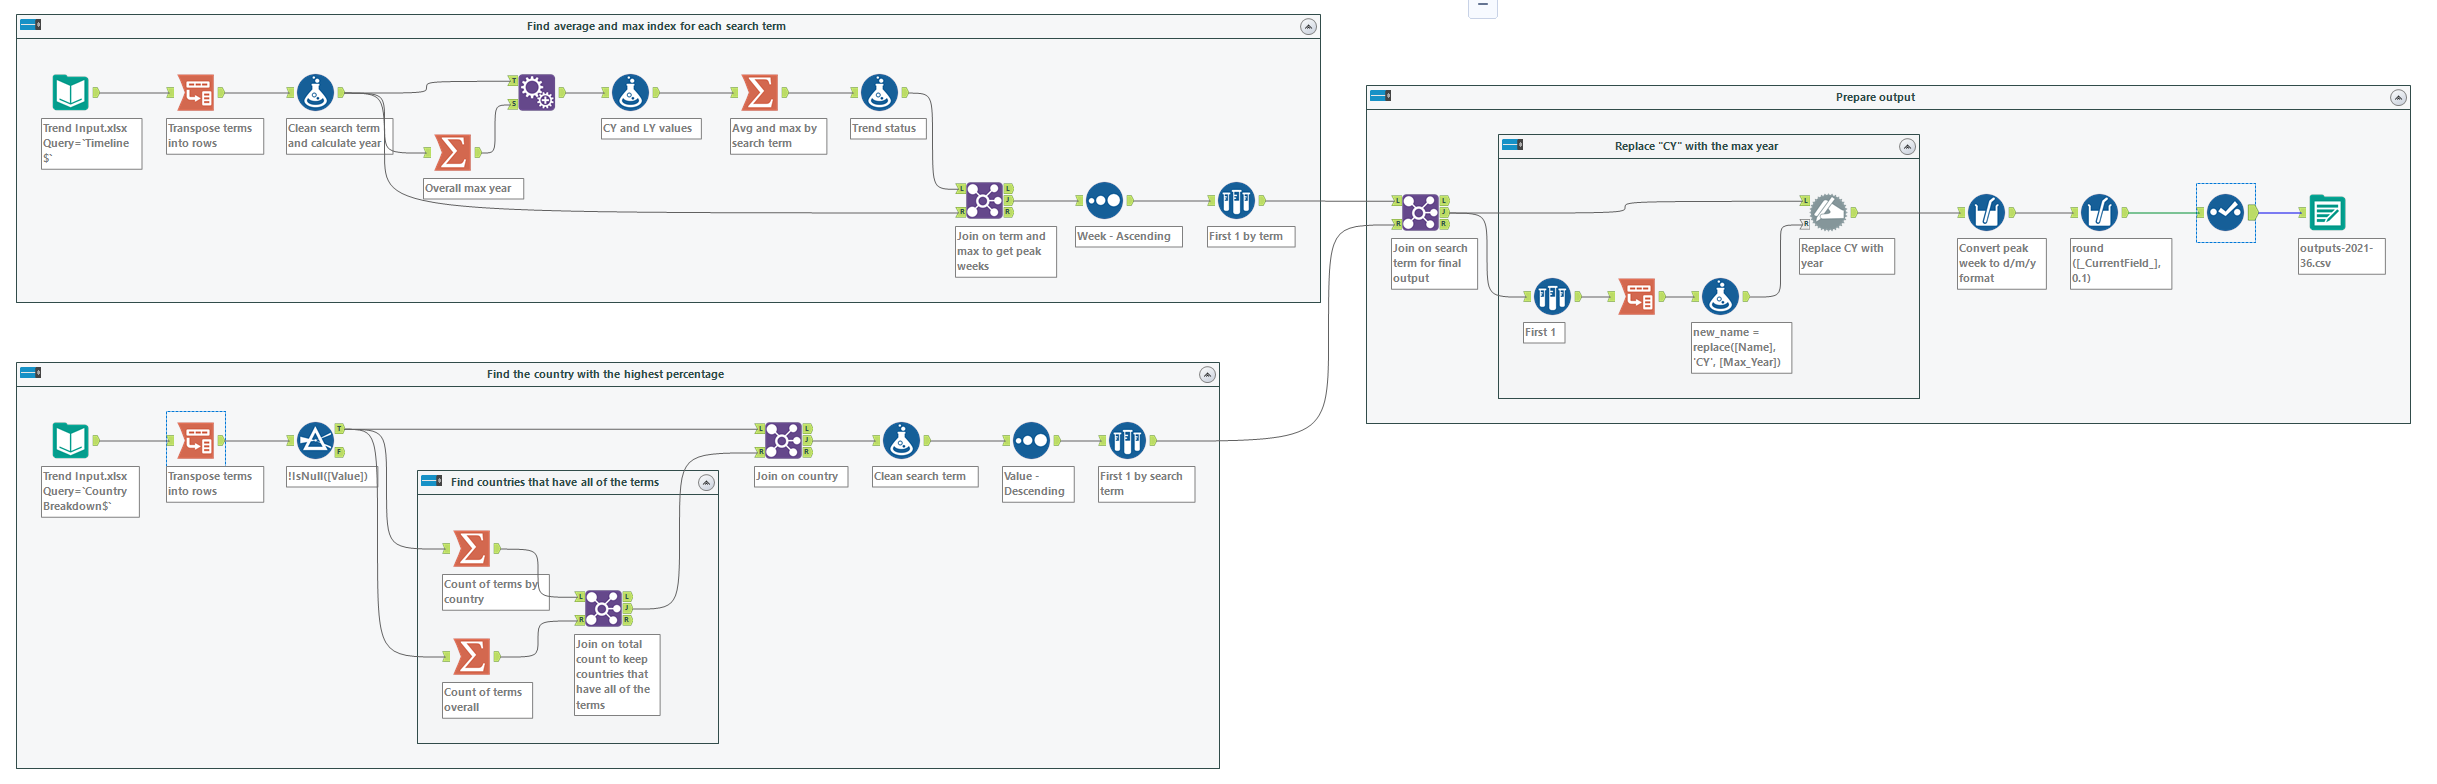 Find average and max index for each search term
Trend Input.xlsx
Query=`Timeline
$`
Transpose terms
into rows
Clean search term
and calculate year
T
S
Overall max year
CY and LY values
Avg and max by
search term
Trend status
L
R
L
J
R
Join on term and
max to get peak
weeks
Week - Ascending
First 1 by term
Prepare output
L
R
L
J
R
Join on search
term for final
output
Replace "CY" with the max year
First 1
new_name =
replace([Name],
'CY', [Max_Year])
L
R
Replace CY with
year
Convert peak
week to d/m/y
format
round
([_CurrentField_],
0.1)
outputs-2021-
36.csv
Find the country with the highest percentage
Trend Input.xlsx
Query=`Country
Breakdown$`
Transpose terms
into rows
T
F
!IsNull([Value])
Find countries that have all of the terms
Count of terms by
country
Count of terms
overall
L
R
L
J
R
Join on total
count to keep
countries that
have all of the
terms
L
R
L
J
R
Join on country
Clean search term
Value -
Descending
First 1 by search
term